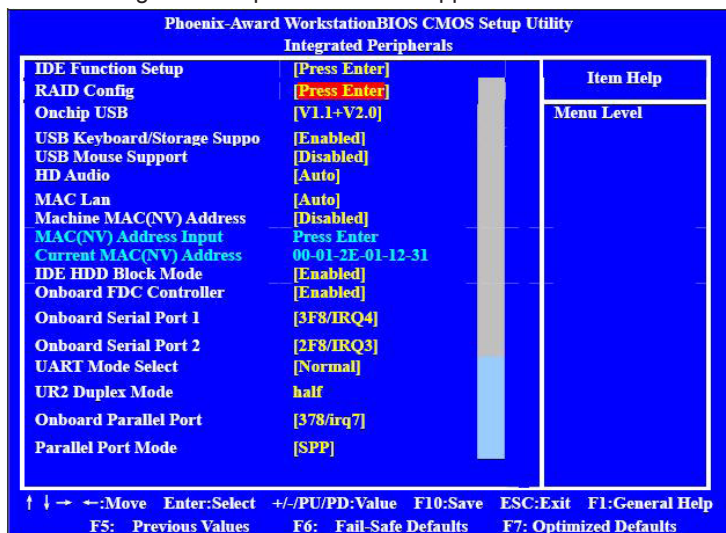 Phoenix-Award WorkstationBIOS CMOS Setup Utility
Integrated Peripherals
IDE Function Setup [Press Enter]
Item Help
RAID Config [Press Enter]
Onchip USB [V1.1+V2.0]
Menu Level
USB Keyboard/Storage Suppo [Enabled]
USB Mouse Support [Disabled]
HD Audio [Auto]
MAC Lan [Auto]
Machine MAC(NV) Address [Disabled]
MAC(NV) Address Input Press Enter
Current MAC(NV) Address 00-01-2E-01-12-31
IDE HDD Block Mode [Enabled]
Onboard FDC Controller [Enabled]
Onboard Serial Port 1 [3F8/IRQ4]
Onboard Serial Port 2 [2F8/IRQ3]
UART Mode Select [Normal]
UR2 Duplex Mode half
Onboard Parallel Port [378/irq7]
Parallel Port Mode [SPP]
↑ ↓ → ←:Move Enter:Select +/-/PU/PD:Value F10:Save ESC:Exit F1:General Help
F5: Previous Values F6: Fail-Safe Defaults F7: Optimized Defaults